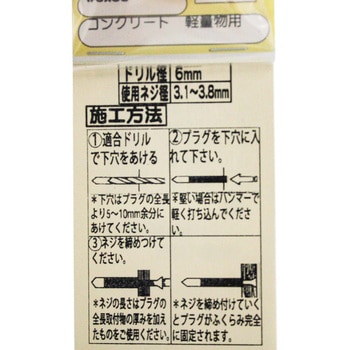 コンクリート 軽量物用
ドリル径 6mm
使用ネジ径 3.1～3.8mm
施工方法
①適合ドリル
で下穴をあける
*下穴はプラグの全長
より5～10mm余分に
あけてください。
②プラグを下穴に入
れて下さい。
*堅い場合はハンマーで
軽く打ち込んでくださ
い。
③ネジを締めつけて
ください。
*ネジの長さはプラグの
全長取付物の厚みを加え
たものをご使用ください。
*ネジを締め付けていく
とプラグがふくらみ完
全に固定されます。